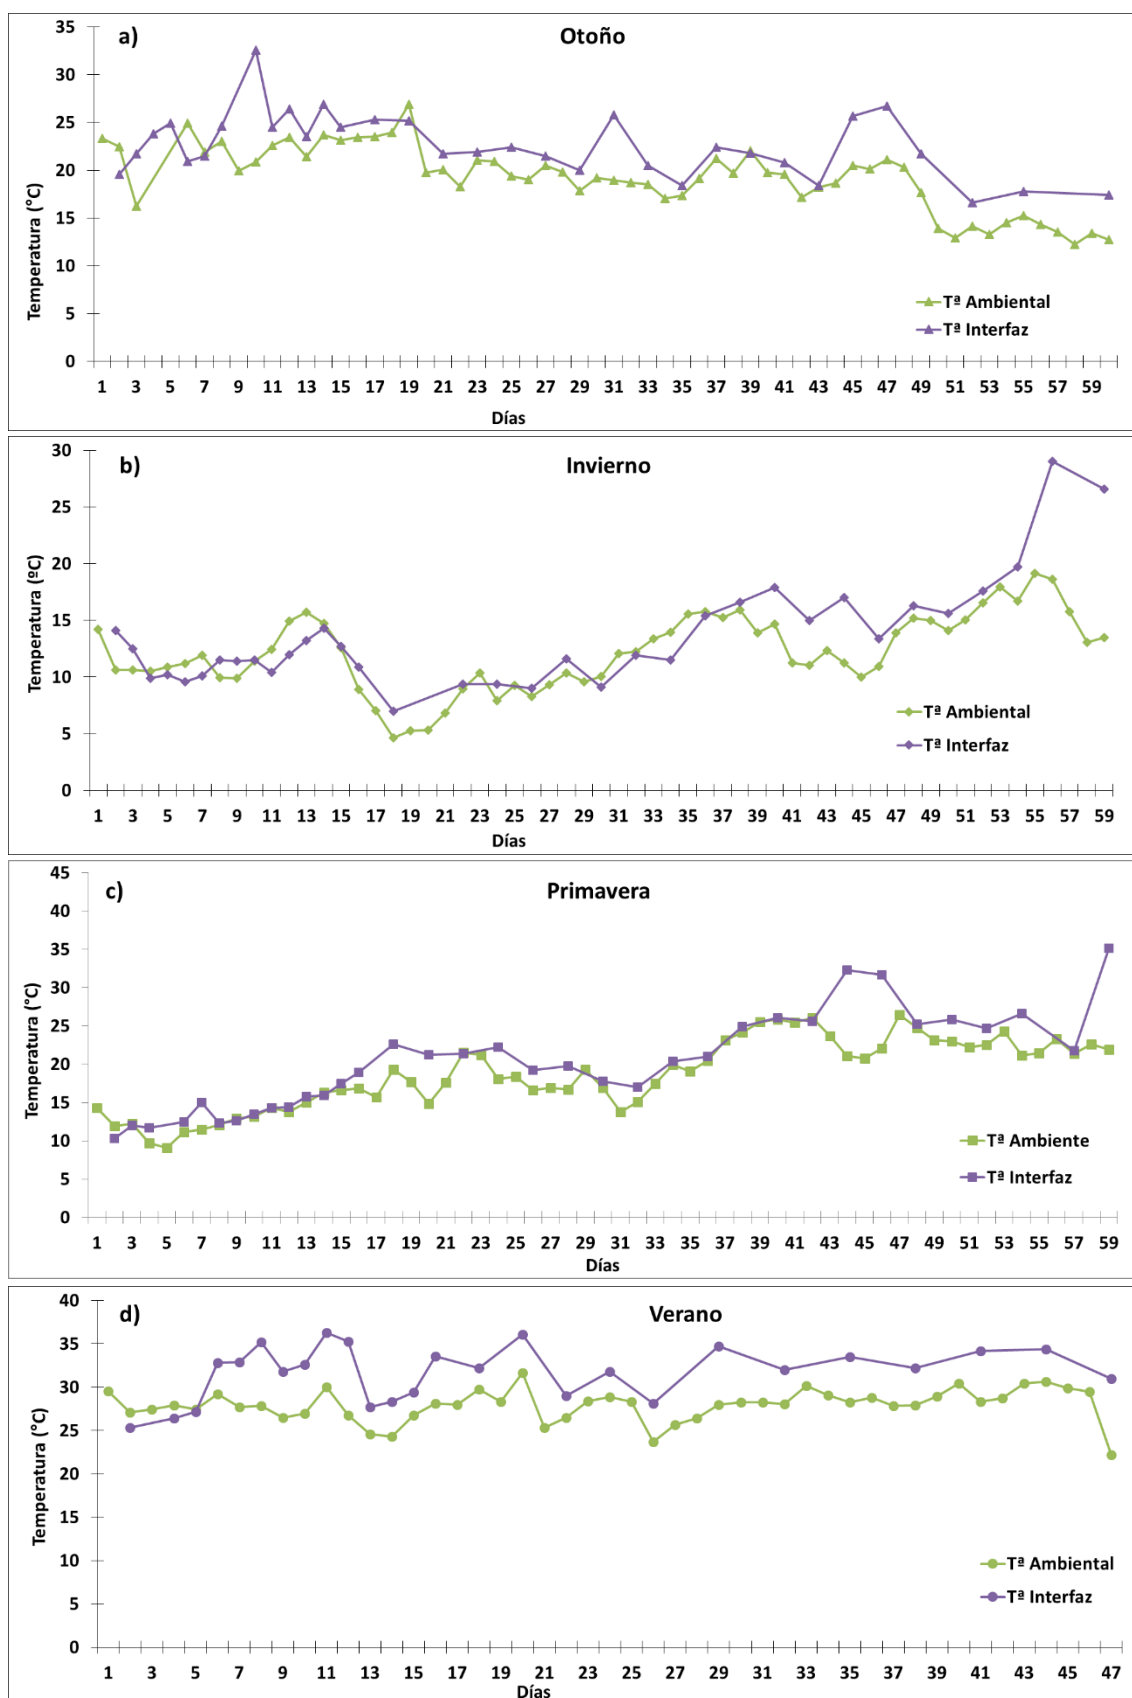 a)
Otoño
Temperatura (°C)
35
30
25
20
15
10
5
0
Tª Ambiental
Tª Interfaz
1 3 5 7 9 11 13 15 17 19 21 23 25 27 29 31 33 35 37 39 41 43 45 47 49 51 53 55 57 59
Días
b)
Invierno
Temperatura (ºC)
30
25
20
15
10
5
0
Tª Ambiental
Tª Interfaz
1 3 5 7 9 11 13 15 17 19 21 23 25 27 29 31 33 35 37 39 41 43 45 47 49 51 53 55 57 59
Días
c)
Primavera
Temperatura (°C)
45
40
35
30
25
20
15
10
5
0
Tª Ambiente
Tª Interfaz
1 3 5 7 9 11 13 15 17 19 21 23 25 27 29 31 33 35 37 39 41 43 45 47 49 51 53 55 57 59
Días
d)
Verano
Temperatura (°C)
40
35
30
25
20
15
10
5
0
Tª Ambiental
Tª Interfaz
1 3 5 7 9 11 13 15 17 19 21 23 25 27 29 31 33 35 37 39 41 43 45 47
Días